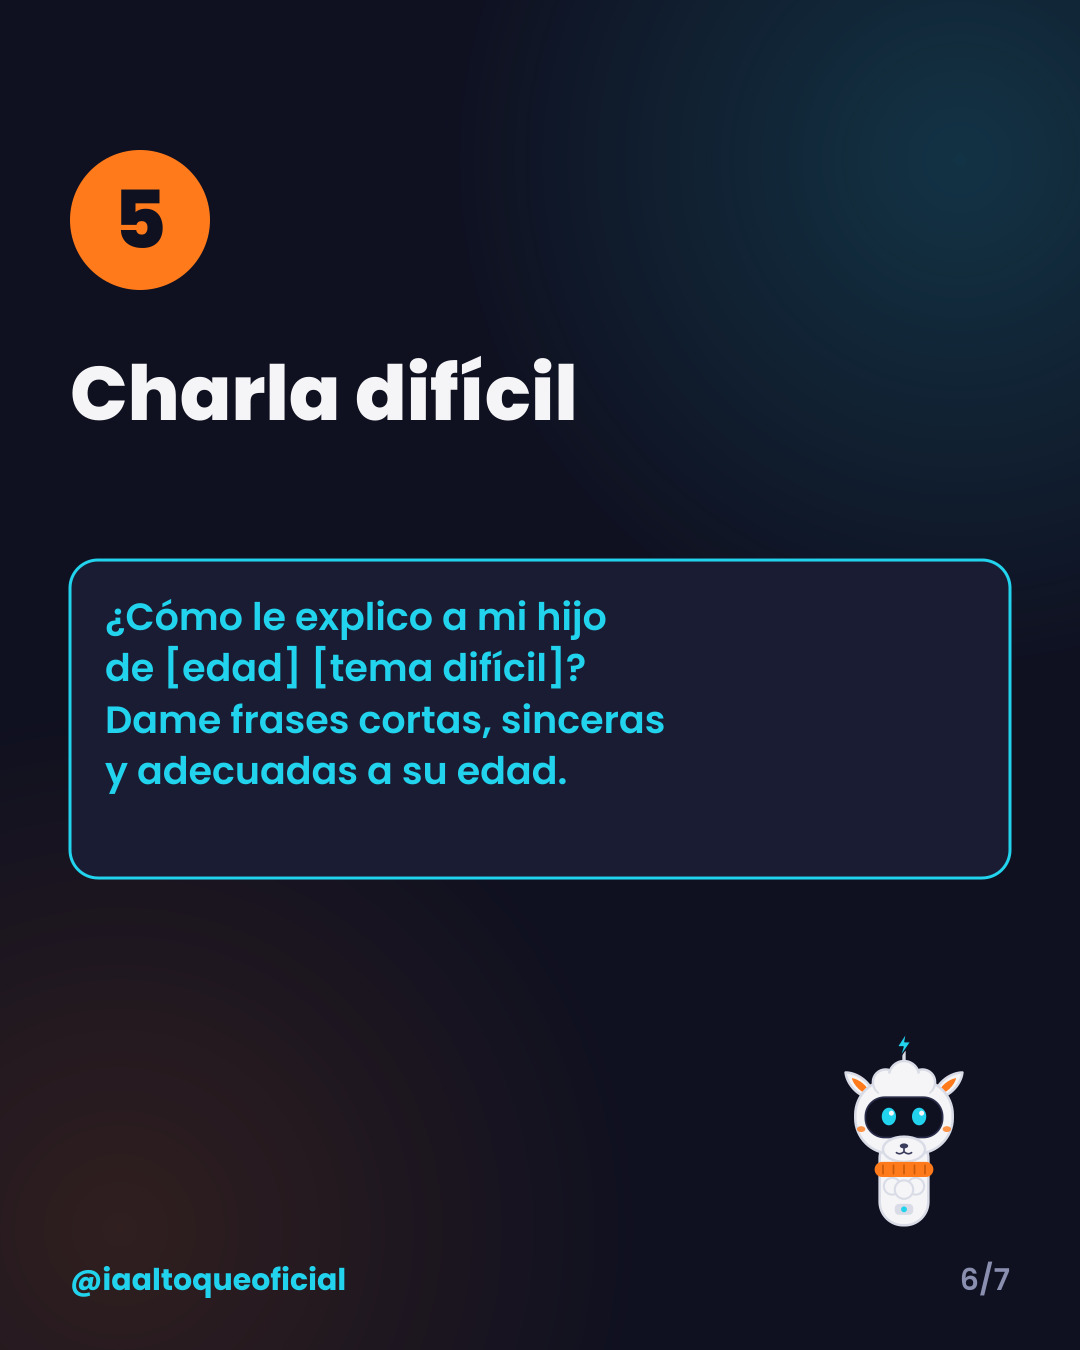 5
Charla difícil
¿Cómo le explico a mi hijo
de [edad] [tema difícil]?
Dame frases cortas, sinceras
y adecuadas a su edad.
@iaaltoqueoficial
6/7